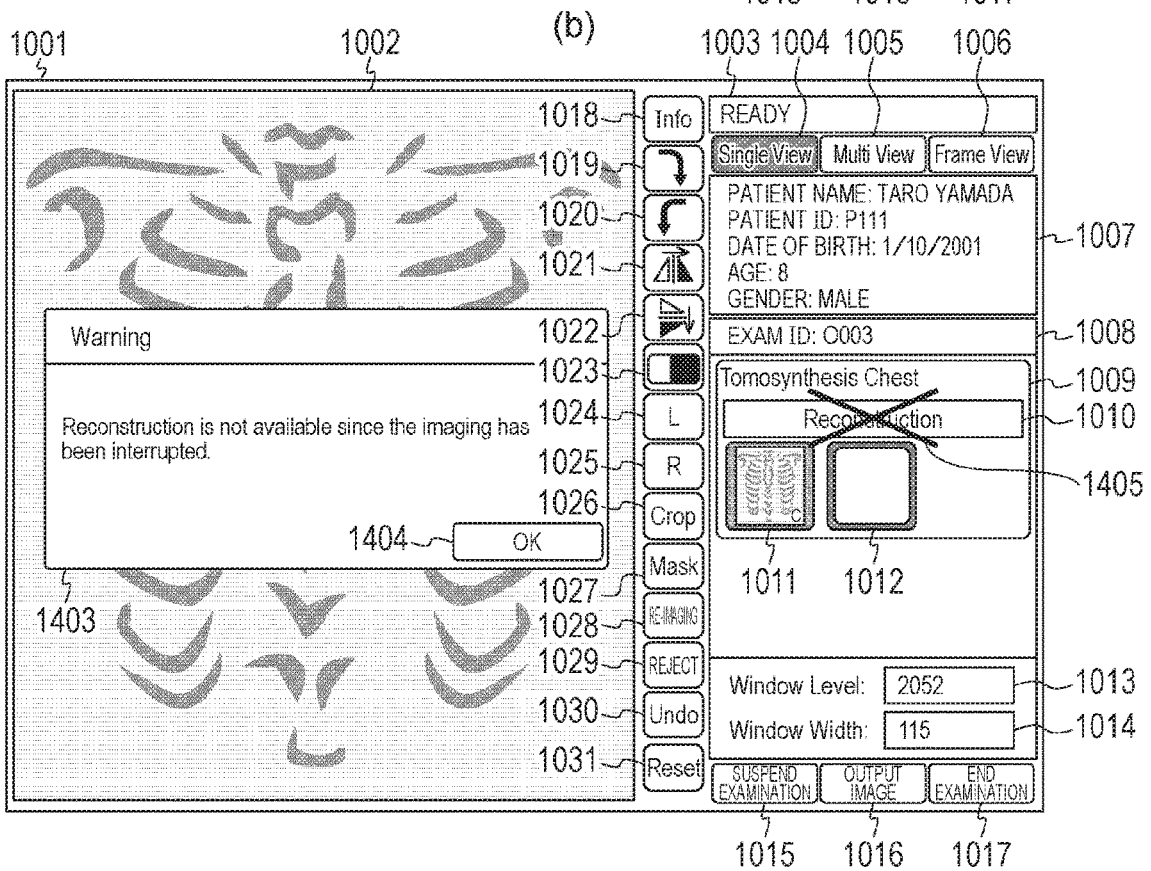 (b)
1001
1002
1003
1004
1005
1006
1018
Info
READY
1019
Single View
Multi View
Frame View
1020
PATIENT NAME: TARO YAMADA
PATIENT ID: P111
DATE OF BIRTH: 1/10/2001
AGE: 8
GENDER: MALE
1007
1021
1022
EXAM ID: O003
1008
Warning
1023
Tomosynthesis Chest
1009
Reconstruction is not available since the imaging has
been interrupted.
1024
L
Reconstruction
1010
1025
R
1405
1026
Crop
C
1404
OK
1027
Mask
1011
1012
1403
1028
RE-IMAGING
1029
REJECT
Window Level:
2052
1013
1030
Undo
Window Width:
115
1014
1031
Reset
SUSPEND
EXAMINATION
OUTPUT
IMAGE
END
EXAMINATION
1015
1016
1017